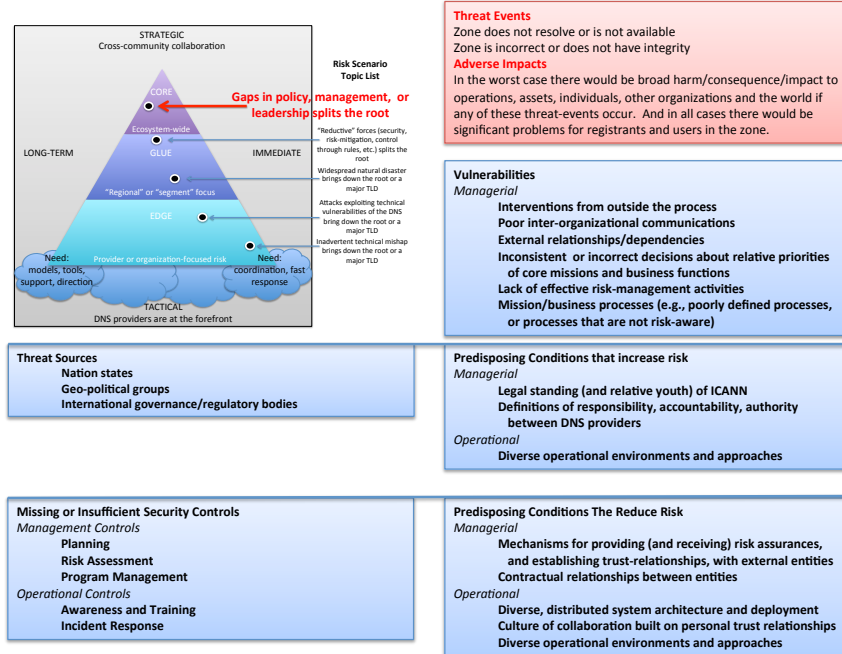 STRATEGIC
Cross-community collaboration
Risk Scenario
Topic List
CORE
Gaps in policy, management, or
leadership splits the root
Ecosystem-wide
"Reductive" forces (security,
risk-mitigation, control
through rules, etc.) splits the
root
LONG-TERM
GLUE
IMMEDIATE
Widespread natural disaster
brings down the root or a
major TLD
"Regional" or "segment" focus
Attacks exploiting technical
vulnerabilities of the DNS
bring down the root or a
major TLD
EDGE
Inadvertent technical mishap
brings down the root or a
major TLD
Provider or organization-focused risk
Need:
models, tools,
support, direction
Need:
coordination, fast
response
TACTICAL
DNS providers are at the forefront
Threat Events
Zone does not resolve or is not available
Zone is incorrect or does not have integrity
Adverse Impacts
In the worst case there would be broad harm/consequence/impact to
operations, assets, individuals, other organizations and the world if
any of these threat-events occur. And in all cases there would be
significant problems for registrants and users in the zone.
Vulnerabilities
Managerial
Interventions from outside the process
Poor inter-organizational communications
External relationships/dependencies
Inconsistent or incorrect decisions about relative priorities
of core missions and business functions
Lack of effective risk-management activities
Mission/business processes (e.g., poorly defined processes,
or processes that are not risk-aware)
Threat Sources
Nation states
Geo-political groups
International governance/regulatory bodies
Predisposing Conditions that increase risk
Managerial
Legal standing (and relative youth) of ICANN
Definitions of responsibility, accountability, authority
between DNS providers
Operational
Diverse operational environments and approaches
Missing or Insufficient Security Controls
Management Controls
Planning
Risk Assessment
Program Management
Operational Controls
Awareness and Training
Incident Response
Predisposing Conditions The Reduce Risk
Managerial
Mechanisms for providing (and receiving) risk assurances,
and establishing trust-relationships, with external entities
Contractual relationships between entities
Operational
Diverse, distributed system architecture and deployment
Culture of collaboration built on personal trust relationships
Diverse operational environments and approaches